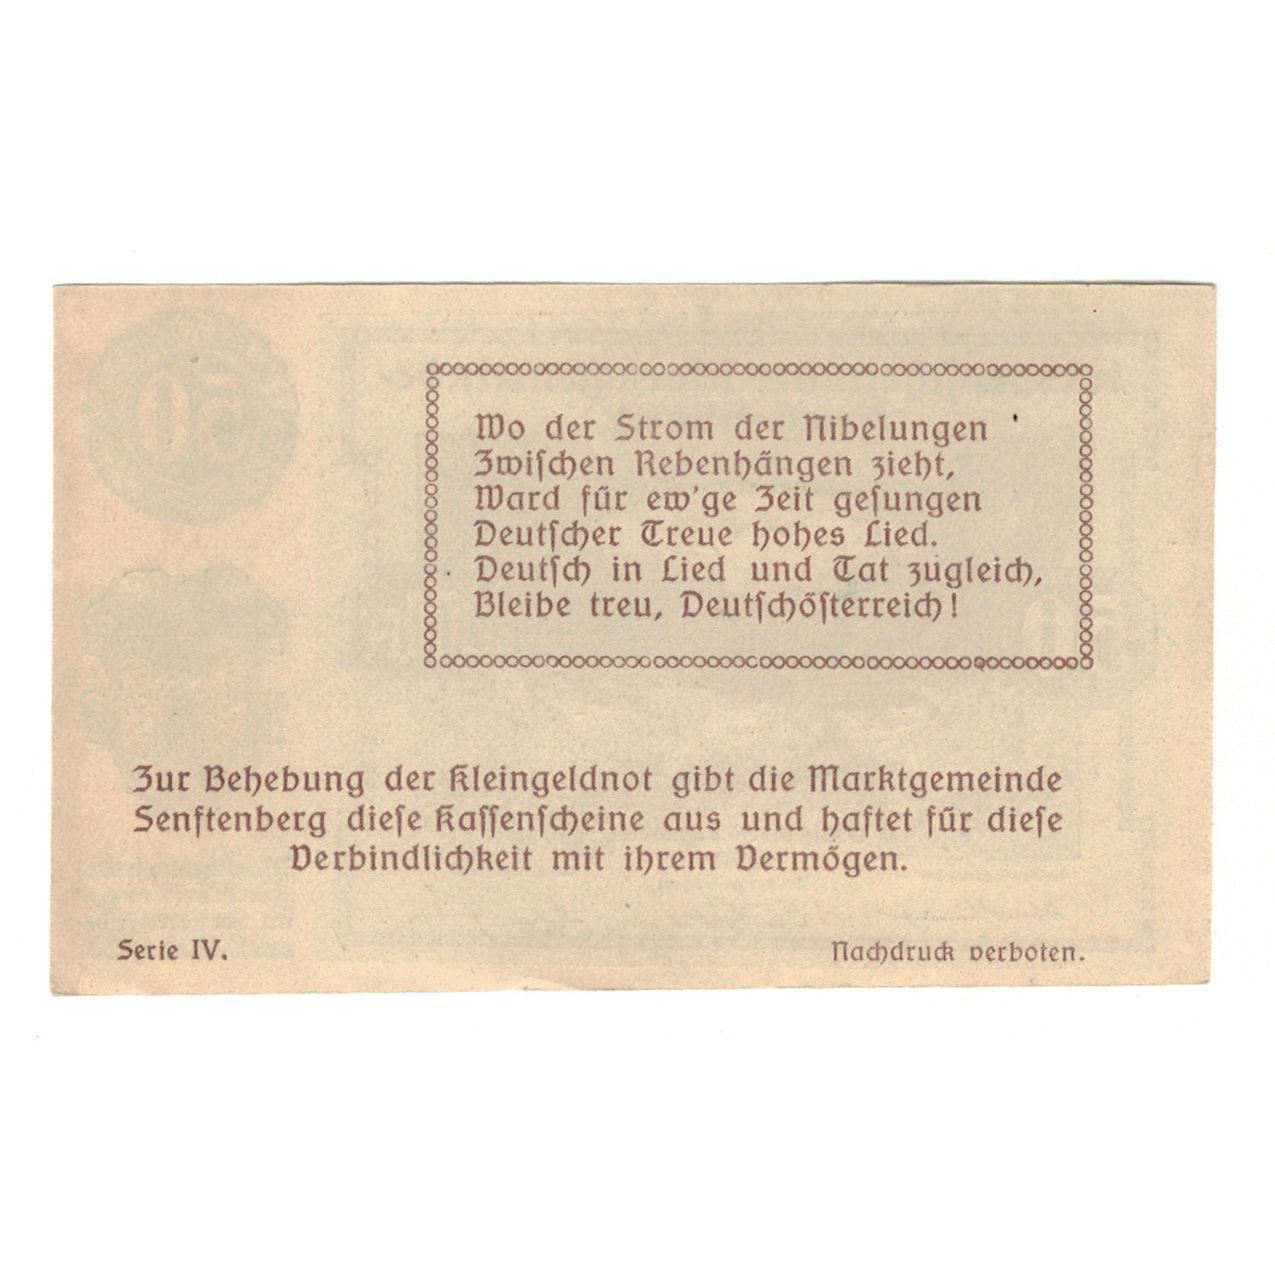 Wo der Strom der Nibelungen
Zwiſchen Rebenhängen zieht,
Ward für ew'ge Zeit geſungen
Deutſcher Treue hohes Lied.
Deutſch in Lied und Tat zugleich,
Bleibe treu, Deutſchöſterreich!
Zur Behebung der Kleingeldnot gibt die Marktgemeinde
Senftenberg dieſe Kaſſenſcheine aus und haftet für dieſe
Verbindlichkeit mit ihrem Vermögen.
Serie IV.
Nachdruck verboten.